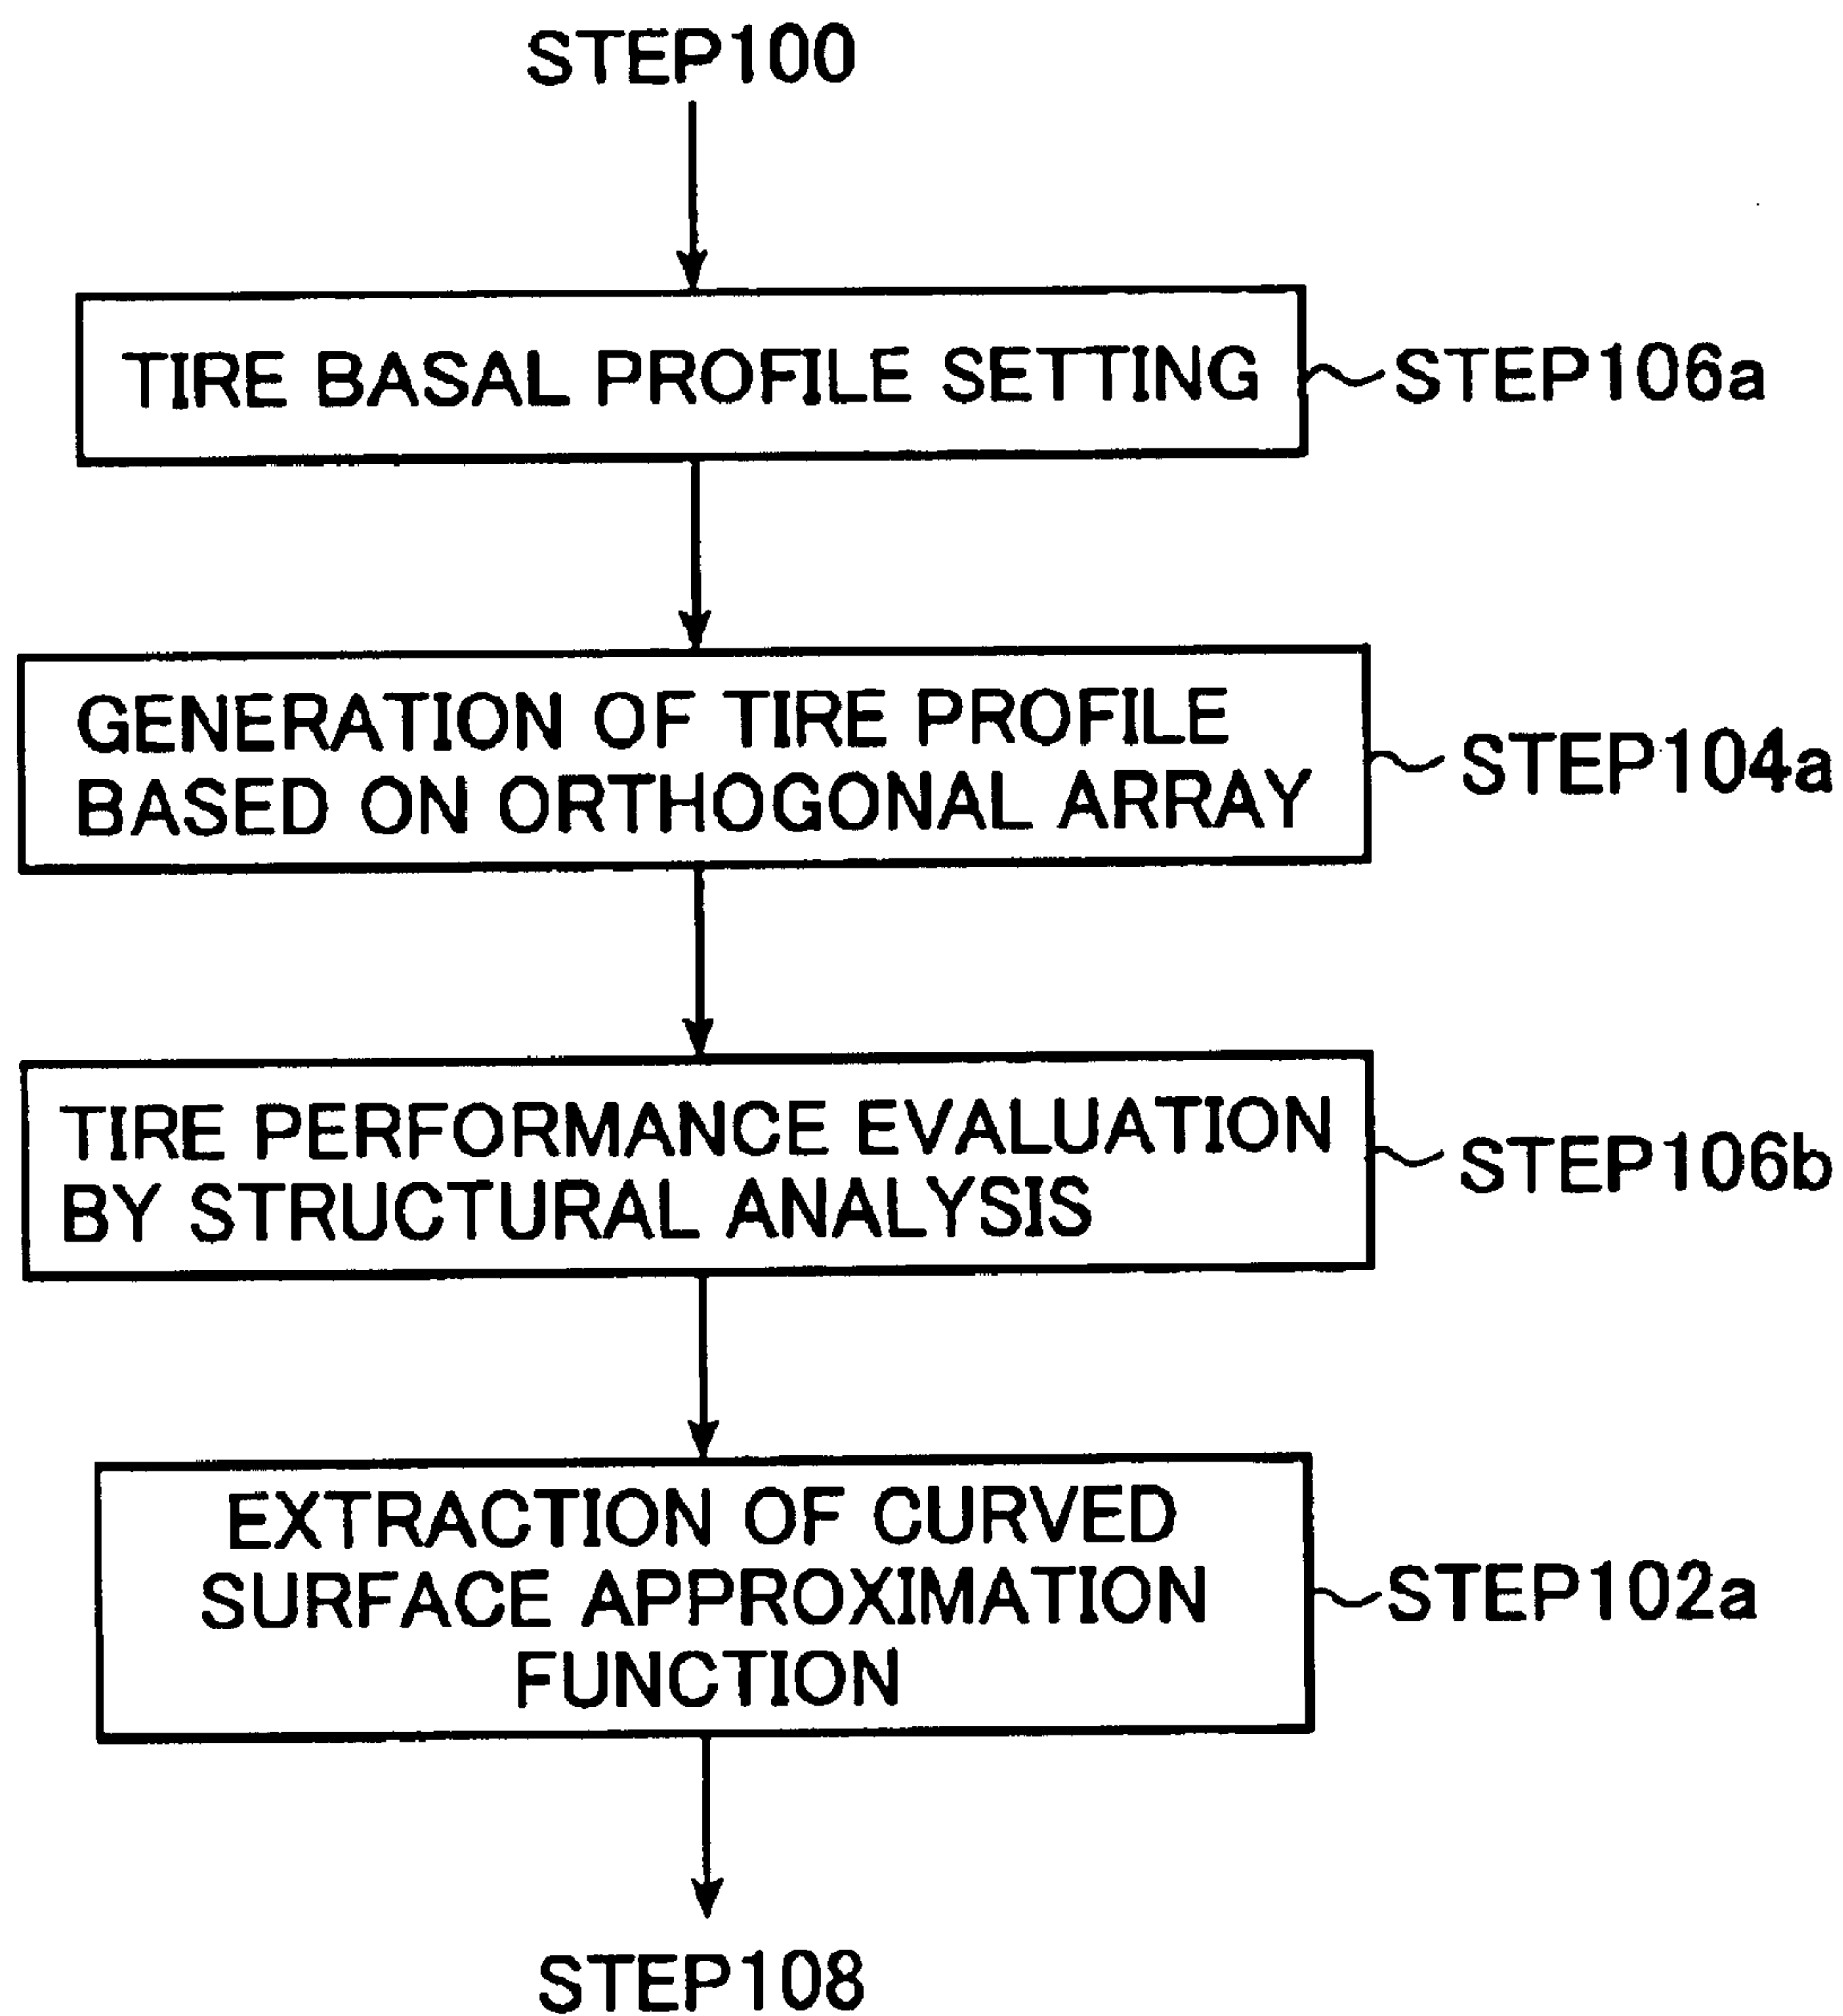 STEP100
TIRE BASAL PROFILE SETTING
STEP106a
GENERATION OF TIRE PROFILE
BASED ON ORTHOGONAL ARRAY
STEP104a
TIRE PERFORMANCE EVALUATION
BY STRUCTURAL ANALYSIS
STEP106b
EXTRACTION OF CURVED
SURFACE APPROXIMATION
FUNCTION
STEP102a
STEP108